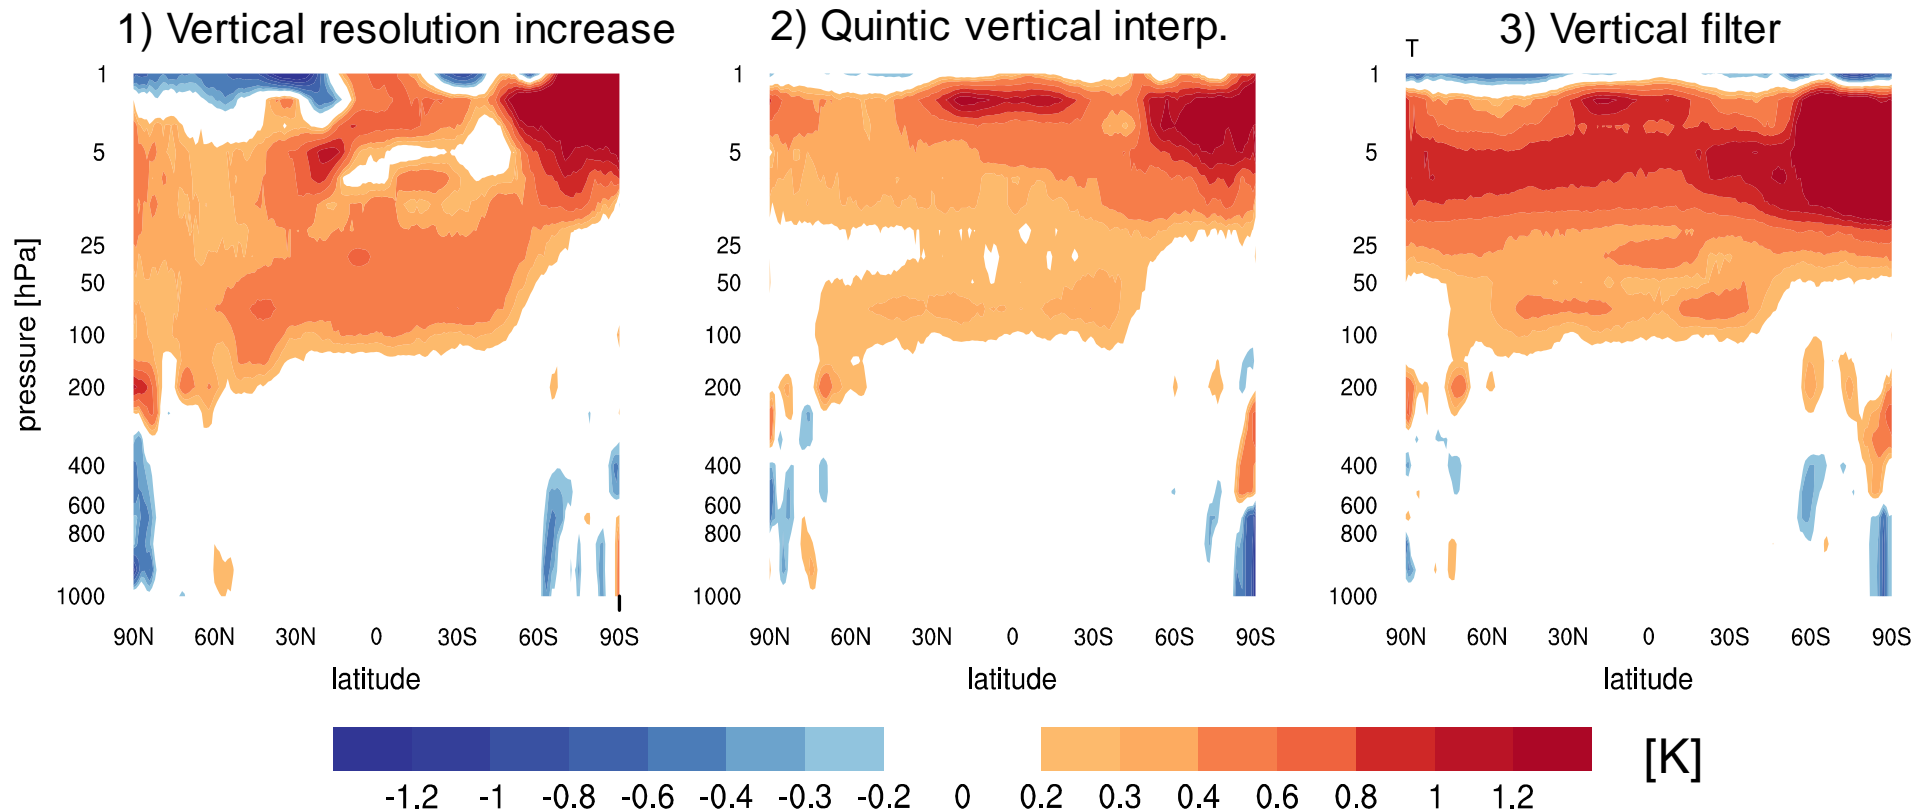 1) Vertical resolution increase
2) Quintic vertical interp.
3) Vertical filter
T
pressure [hPa]
1
5
25
50
100
200
400
600
800
1000
90N 60N 30N 0 30S 60S 90S
latitude
1
5
25
50
100
200
400
600
800
1000
90N 60N 30N 0 30S 60S 90S
latitude
1
5
25
50
100
200
400
600
800
1000
90N 60N 30N 0 30S 60S 90S
latitude
-1.2 -1 -0.8 -0.6 -0.4 -0.3 -0.2 0 0.2 0.3 0.4 0.6 0.8 1 1.2
[K]